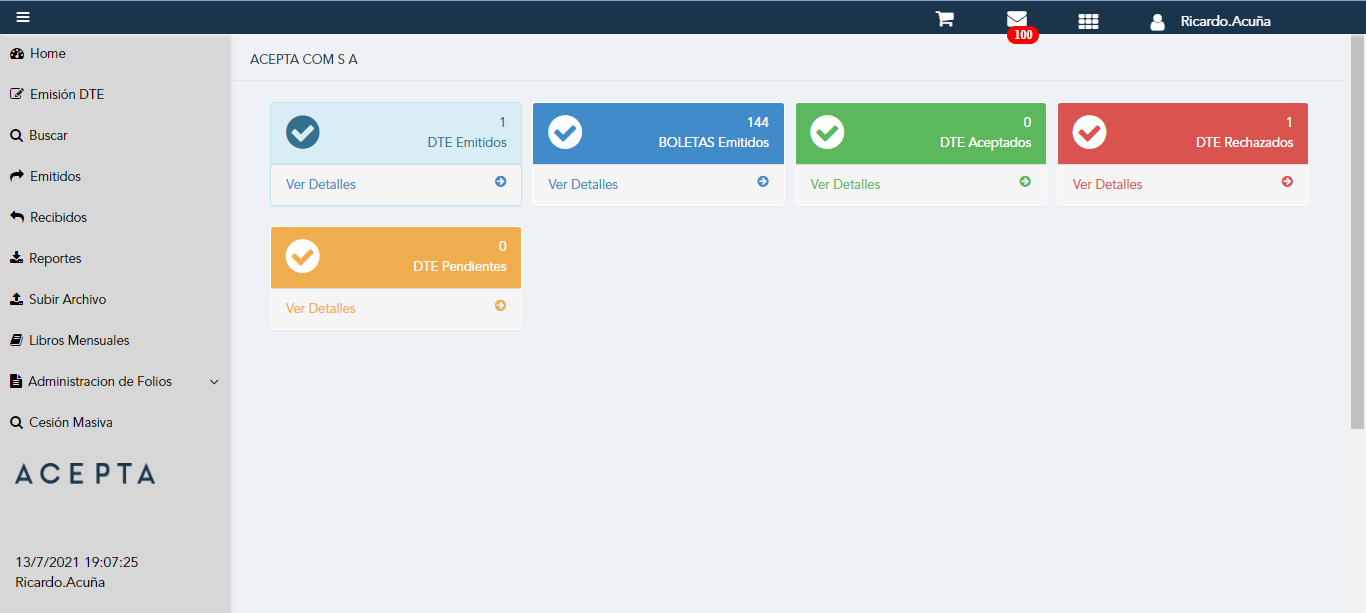 Ricardo.Acuña
100
Home
Emisión DTE
Buscar
Emitidos
Recibidos
Reportes
Subir Archivo
Libros Mensuales
Administracion de Folios
Cesión Masiva
ACEPTA
13/7/2021 19:07:25
Ricardo.Acuña
ACEPTA COM S A
1
DTE Emitidos
Ver Detalles
144
BOLETAS Emitidos
Ver Detalles
0
DTE Aceptados
Ver Detalles
1
DTE Rechazados
Ver Detalles
0
DTE Pendientes
Ver Detalles